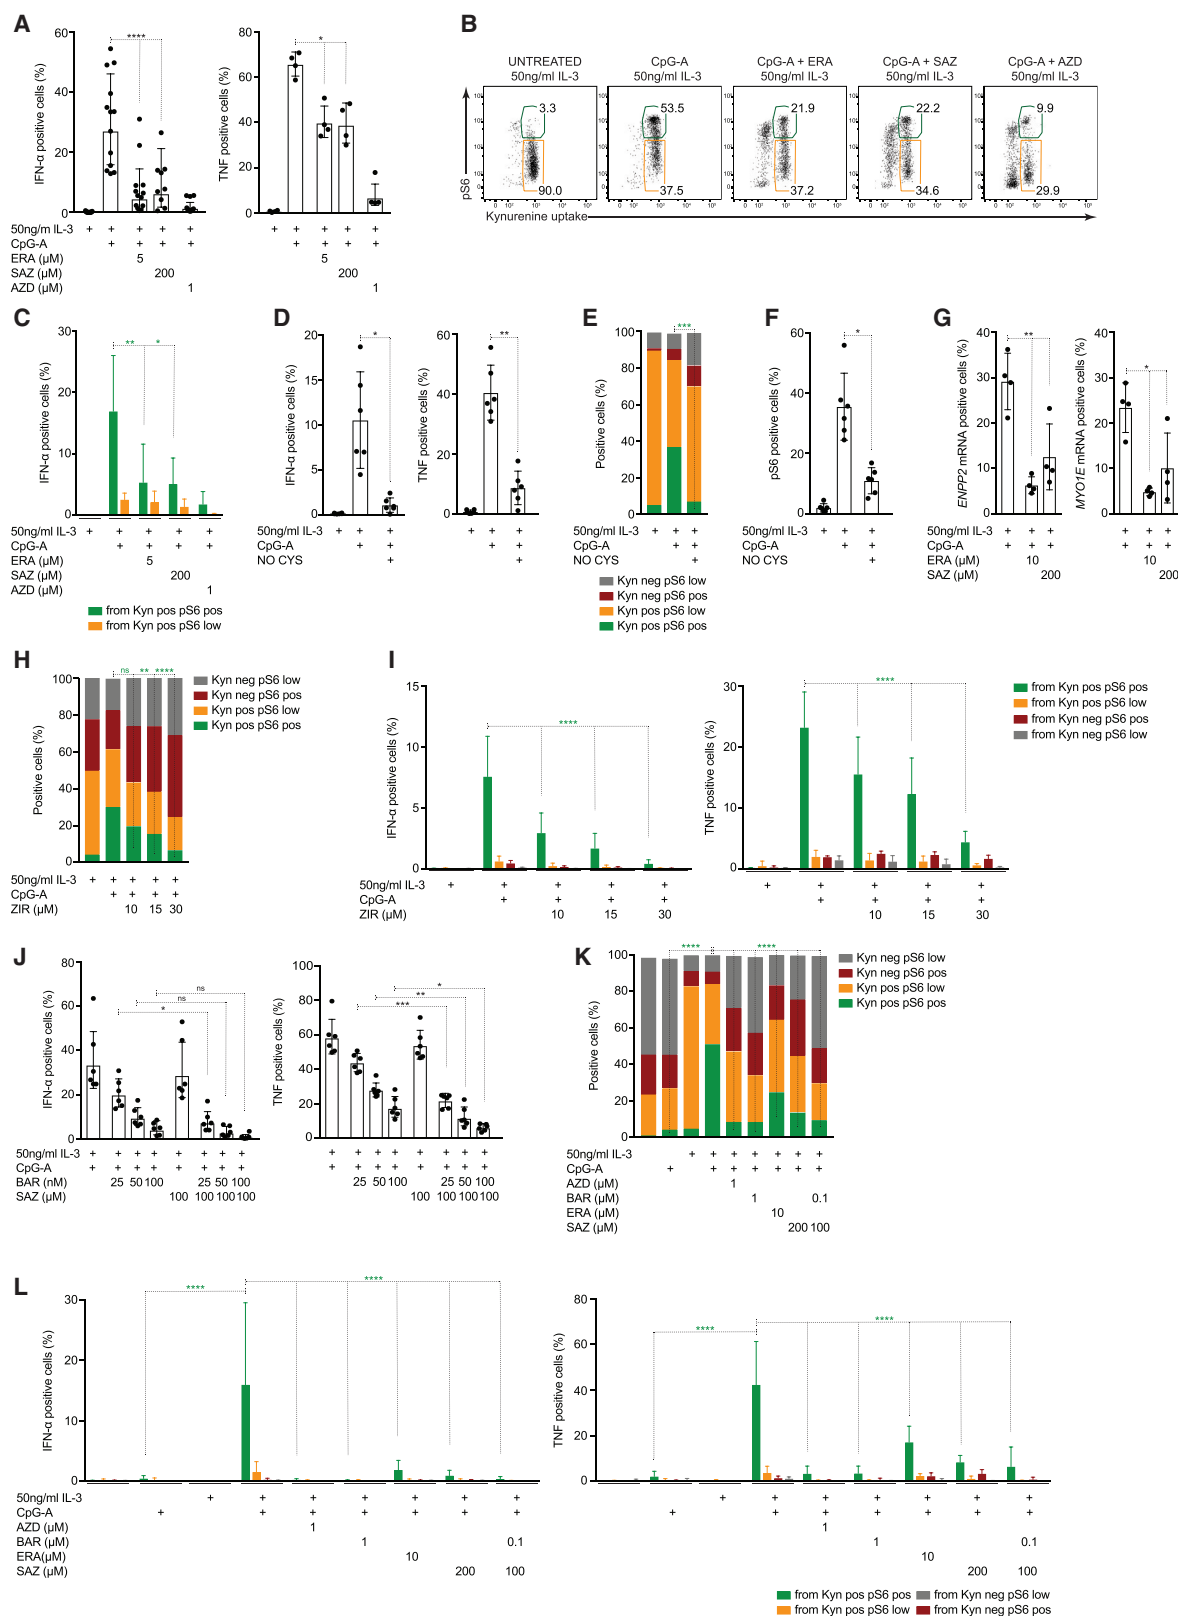 A
IFN-α positive cells (%)
60
40
20
0
****
TNF positive cells (%)
80
60
40
20
0
*
50ng/m IL-3 + + + + + + + + + +
CpG-A + + + + + + + +
ERA (µM) 5 5
SAZ (µM) 200 200
AZD (µM) 1 1
B
UNTREATED CpG-A CpG-A + ERA CpG-A + SAZ CpG-A + AZD
50ng/ml IL-3 50ng/ml IL-3 50ng/ml IL-3 50ng/ml IL-3 50ng/ml IL-3
3.3 53.5 21.9 22.2 9.9
90.0 37.5 37.2 34.6 29.9
pS6
Kynurenine uptake
C
IFN-α positive cells (%)
30
20
10
0
** *
50ng/ml IL-3 + + + + +
CpG-A + + + +
ERA (µM) 5
SAZ (µM) 200
AZD (µM) 1
from Kyn pos pS6 pos
from Kyn pos pS6 low
D
IFN-α positive cells (%)
20
15
10
5
0
*
TNF positive cells (%)
60
40
20
0
**
50ng/ml IL-3 + + + + + +
CpG-A + + + +
NO CYS + +
E
Positive cells (%)
100
80
60
40
20
0
***
50ng/ml IL-3 + + +
CpG-A + +
NO CYS +
Kyn neg pS6 low
Kyn neg pS6 pos
Kyn pos pS6 low
Kyn pos pS6 pos
F
pS6 positive cells (%)
60
40
20
0
*
50ng/ml IL-3 + + +
CpG-A + +
NO CYS +
G
ENPP2 mRNA positive cells (%)
40
30
20
10
0
**
MYO1E mRNA positive cells (%)
40
30
20
10
0
*
50ng/ml IL-3 + + + + + +
CpG-A + + + + + +
ERA (µM) 10 10
SAZ (µM) 200 200
H
Positive cells (%)
100
80
60
40
20
0
ns ** ****
Kyn neg pS6 low
Kyn neg pS6 pos
Kyn pos pS6 low
Kyn pos pS6 pos
50ng/ml IL-3 + + + + +
CpG-A + + + +
ZIR (µM) 10 15 30
I
IFN-α positive cells (%)
15
10
5
0
****
TNF positive cells (%)
30
20
10
0
****
from Kyn pos pS6 pos
from Kyn pos pS6 low
from Kyn neg pS6 pos
from Kyn neg pS6 low
50ng/ml IL-3 + + + + + + + + + +
CpG-A + + + + + + + +
ZIR (µM) 10 15 30 10 15 30
J
IFN-α positive cells (%)
80
60
40
20
0
ns
ns
*
TNF positive cells (%)
100
80
60
40
20
0
*
**
***
50ng/ml IL-3 + + + + + + + + + + + + + + + +
CpG-A + + + + + + + + + + + + + + + +
BAR (nM) 25 50 100 25 50 100 25 50 100 25 50 100
SAZ (µM) 100 100 100 100 100 100 100 100
K
Positive cells (%)
100
80
60
40
20
0
**** ****
Kyn neg pS6 low
Kyn neg pS6 pos
Kyn pos pS6 low
Kyn pos pS6 pos
50ng/ml IL-3 + + + + + + +
CpG-A + + + + + + +
AZD (µM) 1
BAR (µM) 1 0.1
ERA (µM) 10
SAZ (µM) 200 100
L
IFN-α positive cells (%)
30
20
10
0
**** ****
TNF positive cells (%)
80
60
40
20
0
**** ****
50ng/ml IL-3 + + + + + + + + + + + + + +
CpG-A + + + + + + + + + + + + + +
AZD (µM) 1 1
BAR (µM) 1 0.1 1 0.1
ERA(µM) 10 10
SAZ (µM) 200 100 200 100
from Kyn pos pS6 pos from Kyn neg pS6 low
from Kyn pos pS6 low from Kyn neg pS6 pos